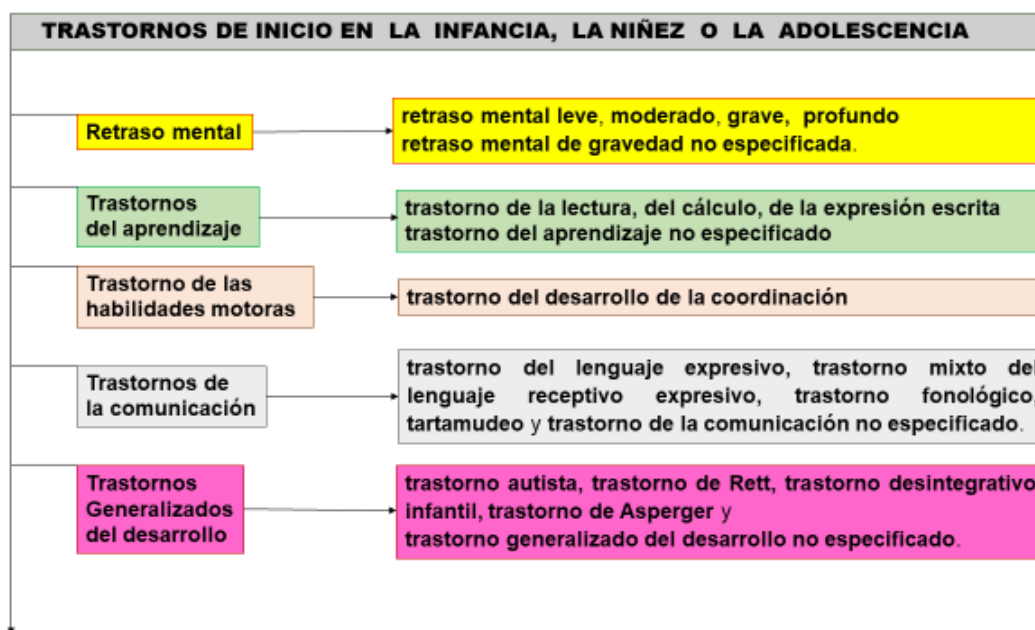 TRASTORNOS DE INICIO EN LA INFANCIA, LA NIÑEZ O LA ADOLESCENCIA
Retraso mental
retraso mental leve, moderado, grave, profundo
retraso mental de gravedad no especificada.
Trastornos
del aprendizaje
trastorno de la lectura, del cálculo, de la expresión escrita
trastorno del aprendizaje no especificado
Trastorno de las
habilidades motoras
trastorno del desarrollo de la coordinación
Trastornos de
la comunicación
trastorno del lenguaje expresivo, trastorno mixto del
lenguaje receptivo expresivo, trastorno fonológico,
tartamudeo y trastorno de la comunicación no especificado.
Trastornos
Generalizados
del desarrollo
trastorno autista, trastorno de Rett, trastorno desintegrativo
infantil, trastorno de Asperger y
trastorno generalizado del desarrollo no especificado.